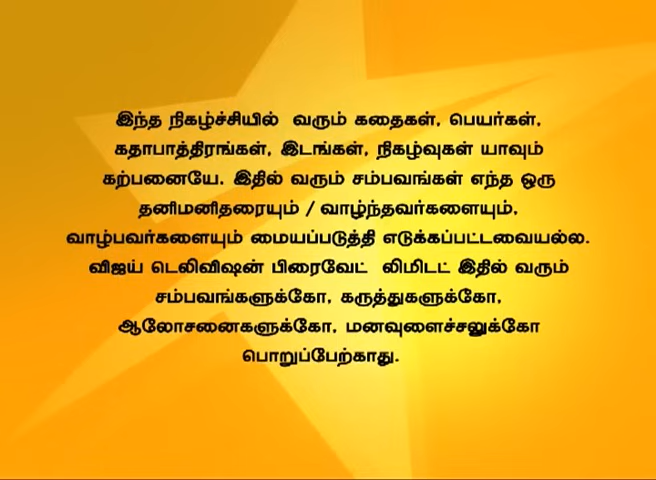 இந்த நிகழ்ச்சியில் வரும் கதைகள், பெயர்கள்,
கதாபாத்திரங்கள், இடங்கள், நிகழ்வுகள் யாவும்
கற்பனையே. இதில் வரும் சம்பவங்கள் எந்த ஒரு
தனிமனிதரையும் / வாழ்ந்தவர்களையும்,
வாழ்பவர்களையும் மையப்படுத்தி எடுக்கப்பட்டவையல்ல.
விஜய் டெலிவிஷன் பிரைவேட் லிமிடட் இதில் வரும்
சம்பவங்களுக்கோ, கருத்துகளுக்கோ,
ஆலோசனைகளுக்கோ, மனவுளைச்சலுக்கோ
பொறுப்பேற்காது.